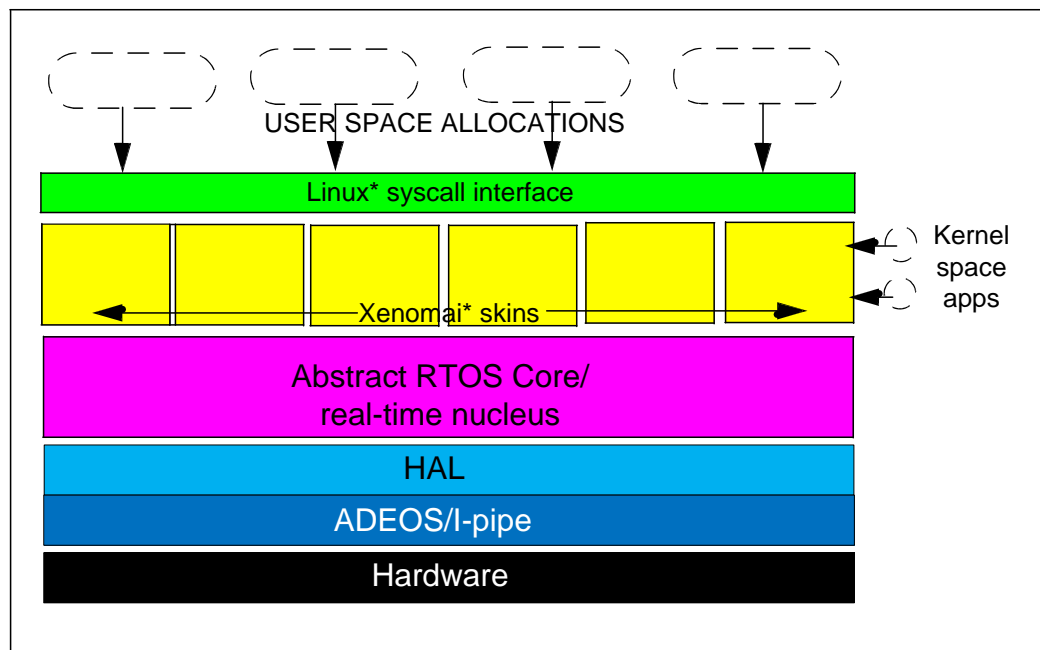 USER SPACE ALLOCATIONS
Linux* syscall interface
Kernel
space
apps
Xenomai* skins
Abstract RTOS Core/
real-time nucleus
HAL
ADEOS/I-pipe
Hardware